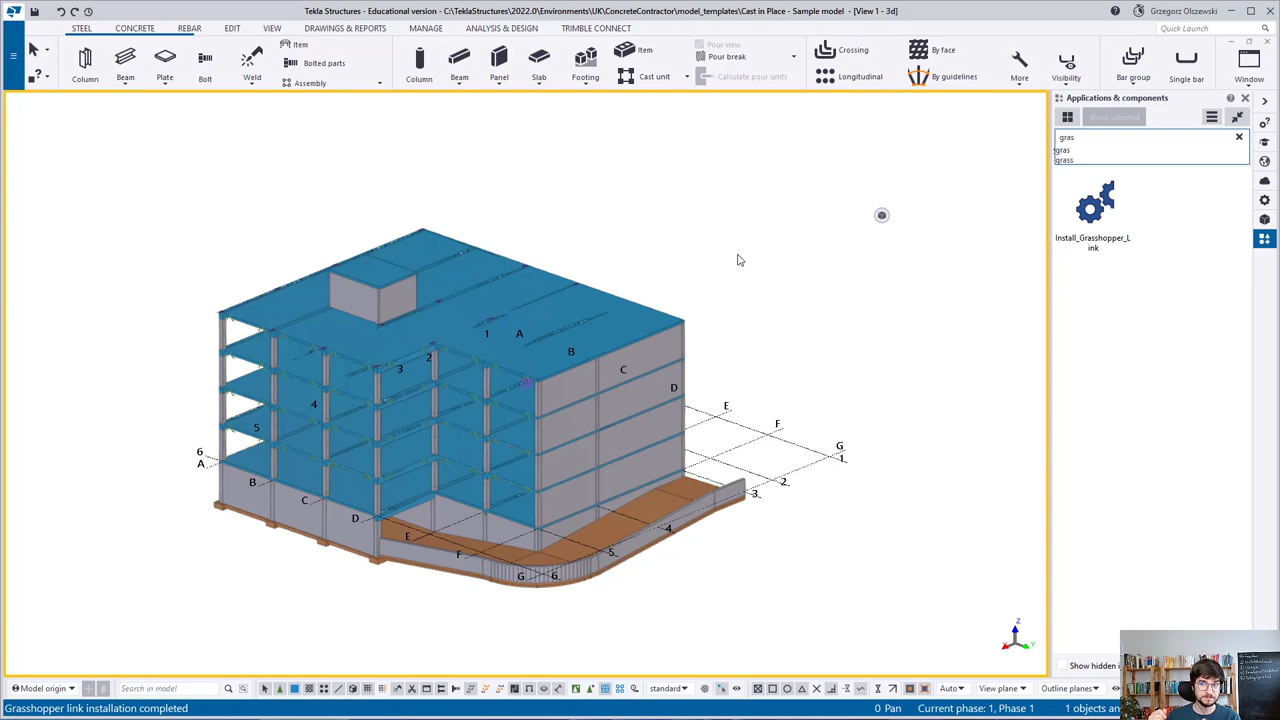 Tekla Structures - Educational version - C:\TeklaStructures\2022.0\Environments\UK\ConcreteContractor\model_templates\Cast in Place - Sample model - [View 1 - 3d]
Grzegorz Olszewski
STEEL CONCRETE REBAR EDIT VIEW DRAWINGS & REPORTS MANAGE ANALYSIS & DESIGN TRIMBLE CONNECT
Quick Launch
Item
Bolted parts
Assembly
Column Beam Plate Bolt Weld
Column Beam Panel Slab Footing
Item
Cast unit
Pour view
Pour break
Calculate pour units
Crossing
Longitudinal
By face
By guidelines
More Visibility Bar group Single bar Window
Applications & components
Show selected
gras
gras
grass
Install_Grasshopper_L
ink
1 A
B
2
3
C
D
4
5
E
F
6
A
G
1
B
2
C
3
D
4
E
5
F
G 6
Z
X
Y
Show hidden i
Model origin
Search in model
standard
Auto
View plane
Outline planes
Grasshopper link installation completed
0 Pan
Current phase: 1, Phase 1
1 objects an